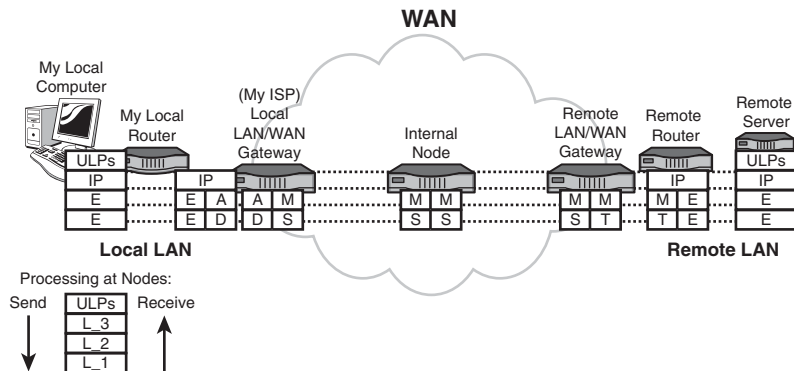 WAN
My Local
Computer
My Local
Router
(My ISP)
Local
LAN/WAN
Gateway
Internal
Node
Remote
LAN/WAN
Gateway
Remote
Router
Remote
Server
ULPs
IP
E
E
IP
E A
E D
A M
D S
M M
S S
M M
S T
IP
M E
T E
ULPs
IP
E
E
Local LAN
Remote LAN
Processing at Nodes:
Send
ULPs
L_3
L_2
L_1
Receive